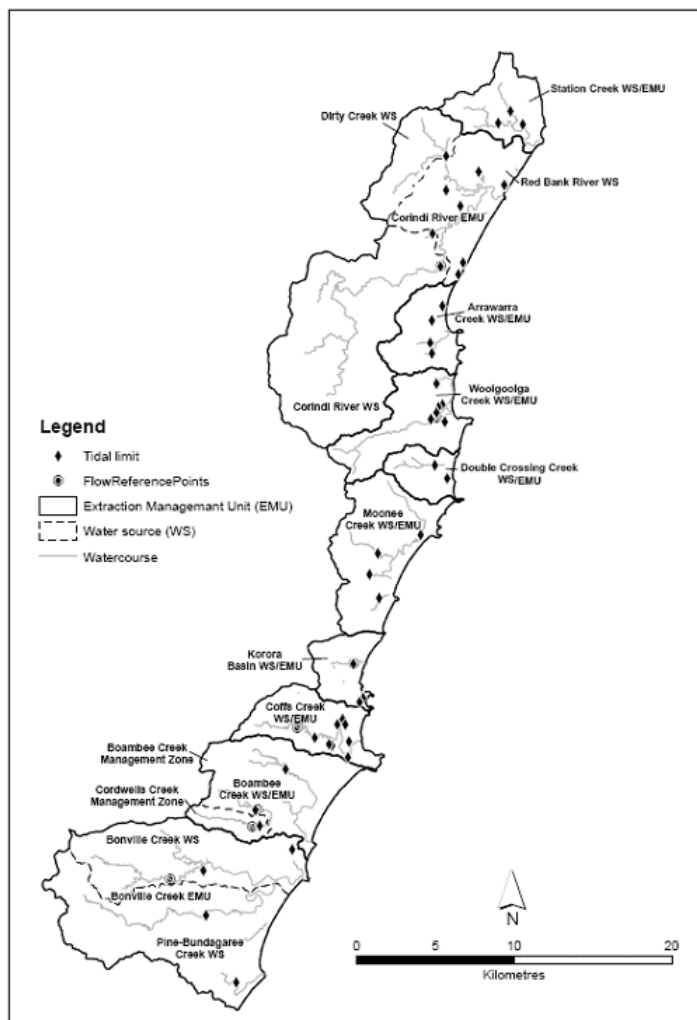 Station Creek WS/EMU
Dirty Creek WS
Red Bank River WS
Corindi River EMU
Arrawarra
Creek WS/EMU
Corindi River WS
Woolgoolga
Creek WS/EMU
Legend
Tidal limit
FlowReferencePoints
Extraction Managemant Unit (EMU)
Water source (WS)
Watercourse
Double Crossing Creek
WS/EMU
Moonee
Creek WS/EMU
Korora
Basin WS/EMU
Coffs Creek
WS/EMU
Boambee Creek
Management Zone
Boambee
Creek WS/EMU
Cordwells Creek
Management Zone
Bonville Creek WS
Bonville Creek EMU
Pine-Bundagaree
Creek WS
N
0 5 10 20
Kilometres